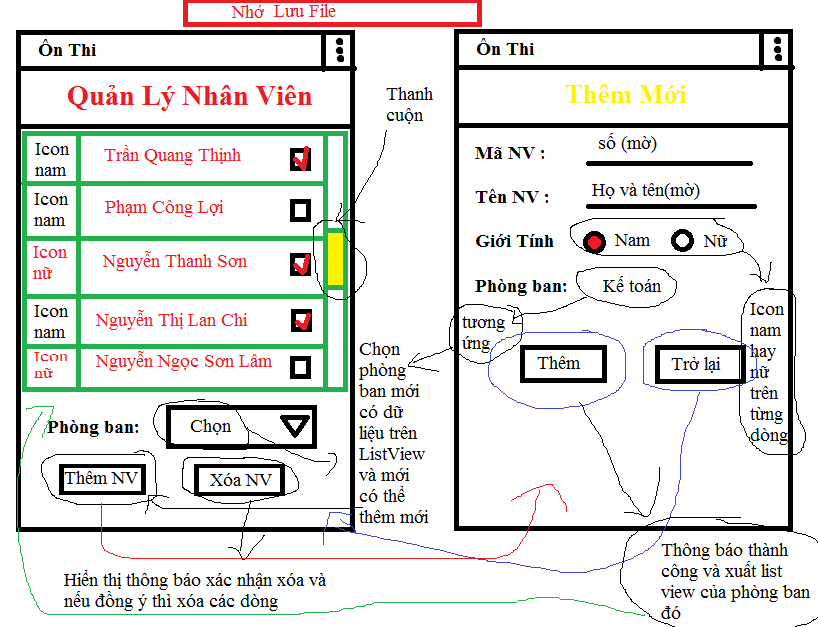 Nhớ Lưu File
Ôn Thi
Quản Lý Nhân Viên
Icon
nam
Trần Quang Thịnh
Icon
nam
Phạm Công Lợi
Icon
nữ
Nguyễn Thanh Sơn
Icon
nam
Nguyễn Thị Lan Chi
Icon
nữ
Nguyễn Ngọc Sơn Lâm
Phòng ban:
Chọn
Thêm NV
Xóa NV
Hiển thị thông báo xác nhận xóa và
nếu đồng ý thì xóa các dòng
Thanh
cuộn
Chọn
phòng
ban mới
có dữ
liệu trên
ListView
và mới
có thể
thêm mới
Ôn Thi
Thêm Mới
Mã NV :
số (mờ)
Tên NV :
Họ và tên(mờ)
Giới Tính
Nam
Nữ
Phòng ban:
Kế toán
tương
ứng
Thêm
Trở lại
Icon
nam
hay
nữ
trên
từng
dòng
Thông báo thành
công và xuất list
view của phòng ban
đó